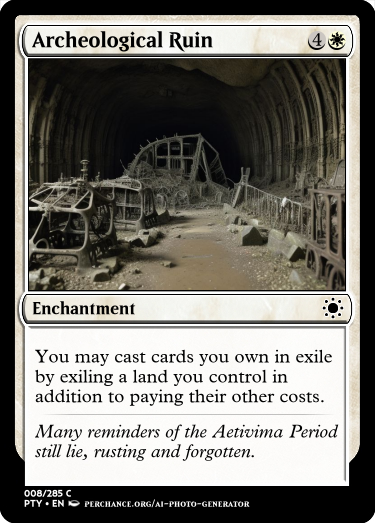 Archeological Ruin 4
Enchantment
You may cast cards you own in exile
by exiling a land you control in
addition to paying their other costs.
Many reminders of the Aetivima Period
still lie, rusting and forgotten.
008/285 C
PTY • EN PERCHANCE.ORG/AI-PHOTO-GENERATOR